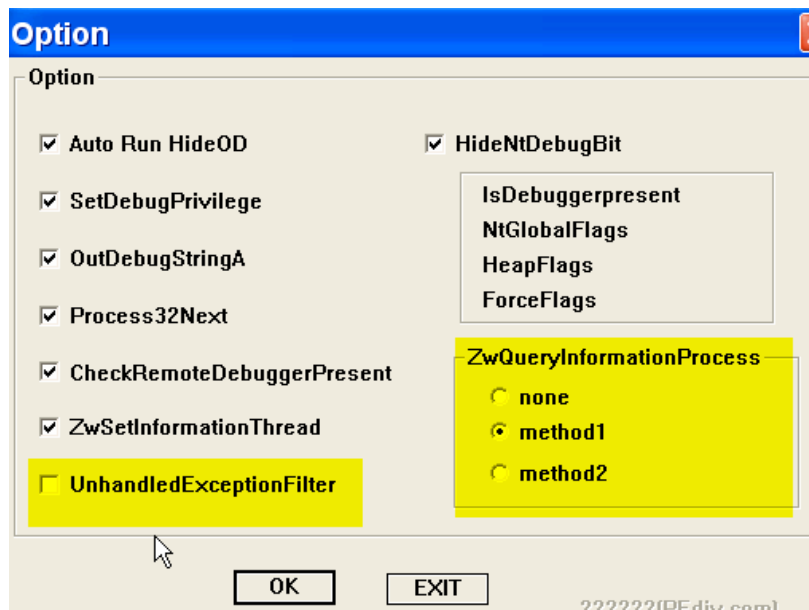 Option
Option
Auto Run HideOD
SetDebugPrivilege
OutDebugStringA
Process32Next
CheckRemoteDebuggerPresent
ZwSetInformationThread
UnhandledExceptionFilter
HideNtDebugBit
IsDebuggerpresent
NtGlobalFlags
HeapFlags
ForceFlags
ZwQueryInformationProcess
none
method1
method2
OK
EXIT